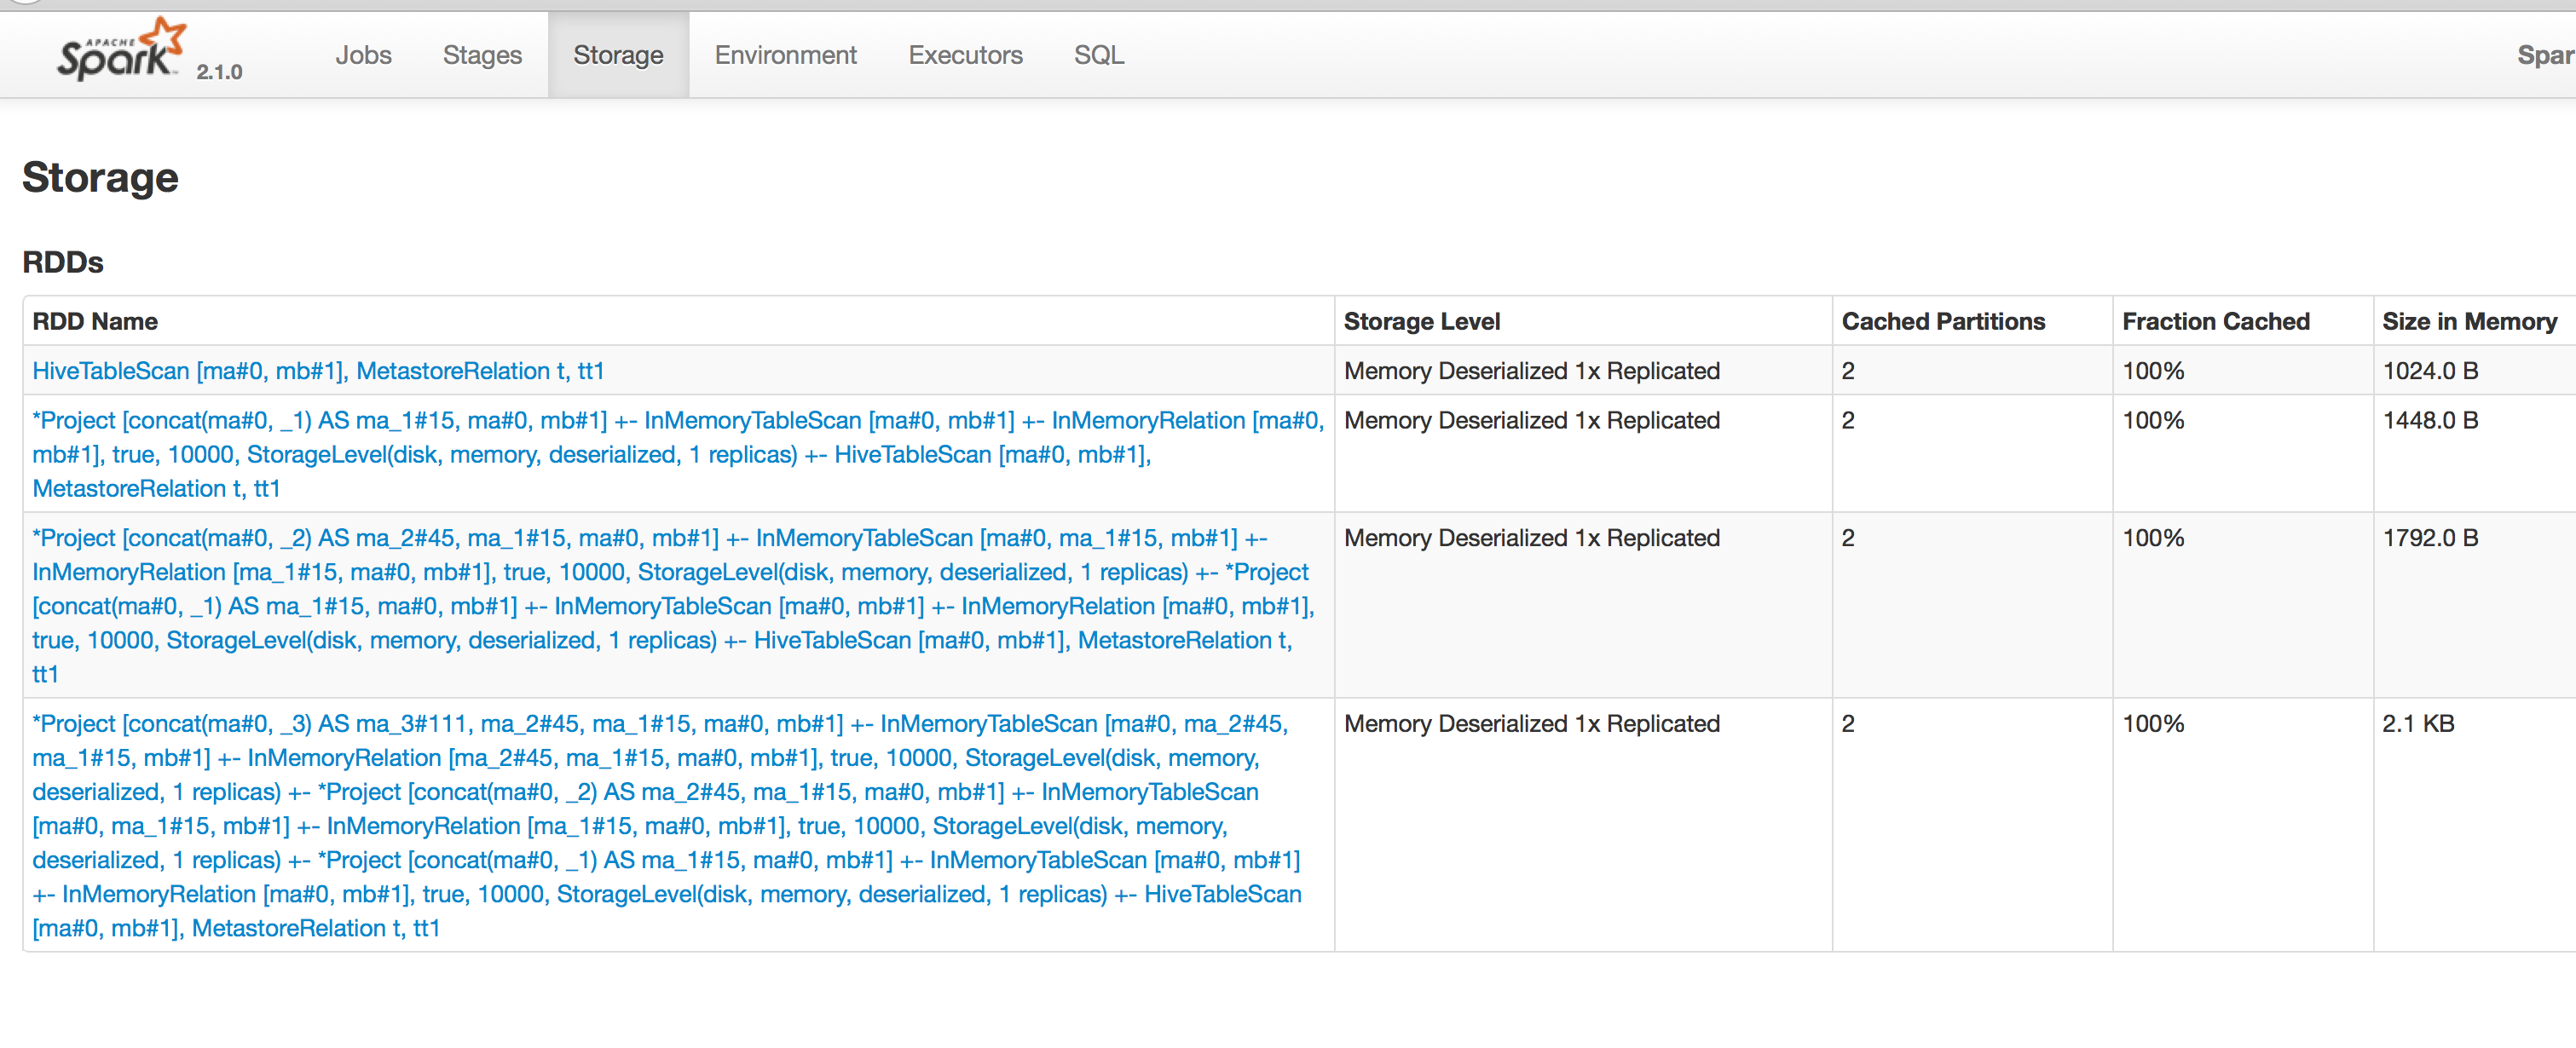 APACHE
Spark 2.1.0 Jobs Stages Storage Environment Executors SQL Spar
Storage
RDDs
RDD Name Storage Level Cached Partitions Fraction Cached Size in Memory
HiveTableScan [ma#0, mb#1], MetastoreRelation t, tt1 Memory Deserialized 1x Replicated 2 100% 1024.0 B
*Project [concat(ma#0, _1) AS ma_1#15, ma#0, mb#1] +- InMemoryTableScan [ma#0, mb#1] +- InMemoryRelation [ma#0, Memory Deserialized 1x Replicated 2 100% 1448.0 B
mb#1], true, 10000, StorageLevel(disk, memory, deserialized, 1 replicas) +- HiveTableScan [ma#0, mb#1],
MetastoreRelation t, tt1
*Project [concat(ma#0, _2) AS ma_2#45, ma_1#15, ma#0, mb#1] +- InMemoryTableScan [ma#0, ma_1#15, mb#1] +- Memory Deserialized 1x Replicated 2 100% 1792.0 B
InMemoryRelation [ma_1#15, ma#0, mb#1], true, 10000, StorageLevel(disk, memory, deserialized, 1 replicas) +- *Project
[concat(ma#0, _1) AS ma_1#15, ma#0, mb#1] +- InMemoryTableScan [ma#0, mb#1] +- InMemoryRelation [ma#0, mb#1],
true, 10000, StorageLevel(disk, memory, deserialized, 1 replicas) +- HiveTableScan [ma#0, mb#1], MetastoreRelation t,
tt1
*Project [concat(ma#0, _3) AS ma_3#111, ma_2#45, ma_1#15, ma#0, mb#1] +- InMemoryTableScan [ma#0, ma_2#45, Memory Deserialized 1x Replicated 2 100% 2.1 KB
ma_1#15, mb#1] +- InMemoryRelation [ma_2#45, ma_1#15, ma#0, mb#1], true, 10000, StorageLevel(disk, memory,
deserialized, 1 replicas) +- *Project [concat(ma#0, _2) AS ma_2#45, ma_1#15, ma#0, mb#1] +- InMemoryTableScan
[ma#0, ma_1#15, mb#1] +- InMemoryRelation [ma_1#15, ma#0, mb#1], true, 10000, StorageLevel(disk, memory,
deserialized, 1 replicas) +- *Project [concat(ma#0, _1) AS ma_1#15, ma#0, mb#1] +- InMemoryTableScan [ma#0, mb#1]
+- InMemoryRelation [ma#0, mb#1], true, 10000, StorageLevel(disk, memory, deserialized, 1 replicas) +- HiveTableScan
[ma#0, mb#1], MetastoreRelation t, tt1